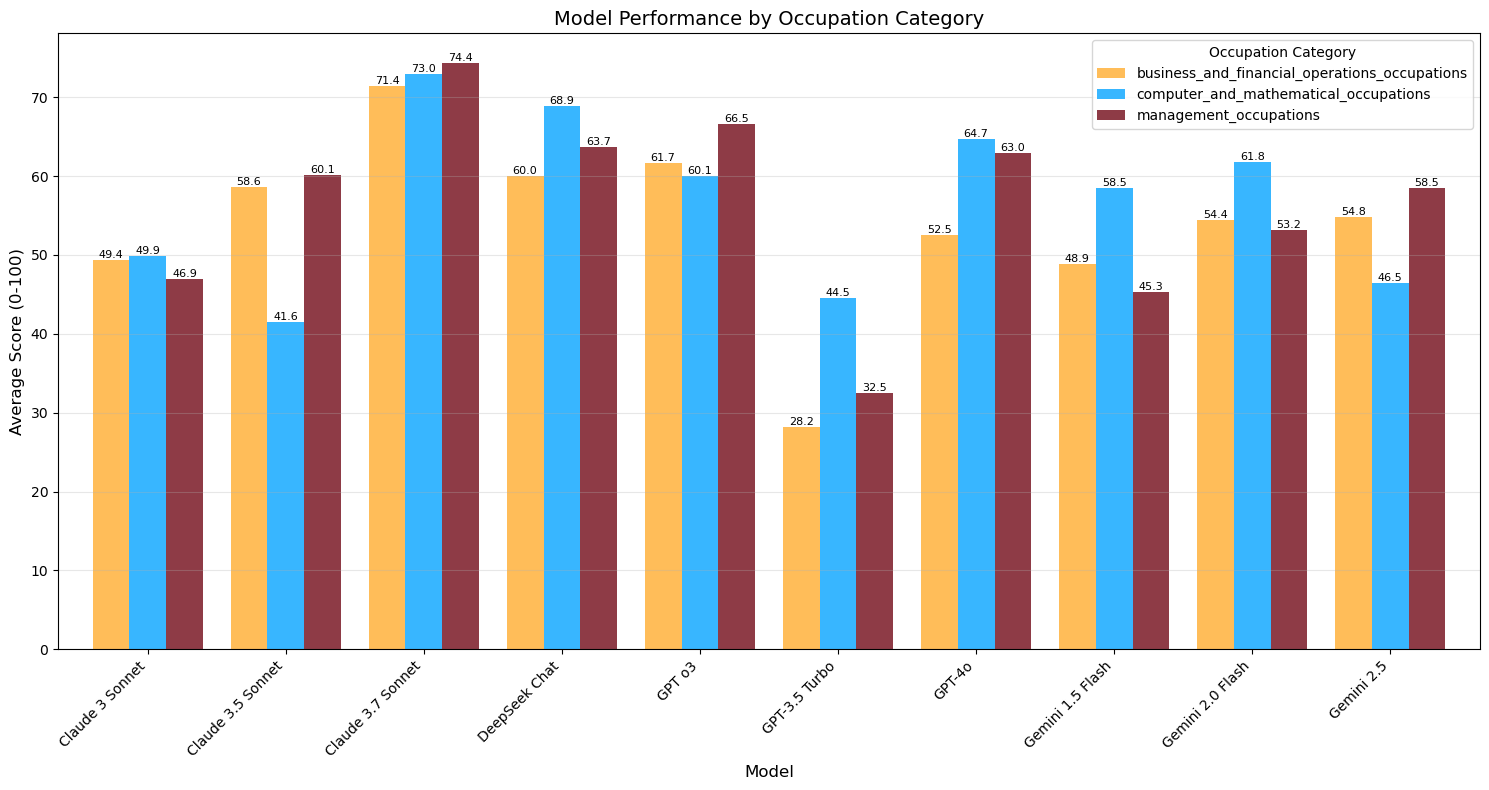 Model Performance by Occupation Category
Occupation Category
business_and_financial_operations_occupations
computer_and_mathematical_occupations
management_occupations
Average Score (0-100)
70
60
50
40
30
20
10
0
49.4 49.9 46.9
58.6 41.6 60.1
71.4 73.0 74.4
60.0 68.9 63.7
61.7 60.1 66.5
28.2 44.5 32.5
52.5 64.7 63.0
48.9 58.5 45.3
54.4 61.8 53.2
54.8 46.5 58.5
Claude 3 Sonnet
Claude 3.5 Sonnet
Claude 3.7 Sonnet
DeepSeek Chat
GPT o3
GPT-3.5 Turbo
GPT-4o
Gemini 1.5 Flash
Gemini 2.0 Flash
Gemini 2.5
Model